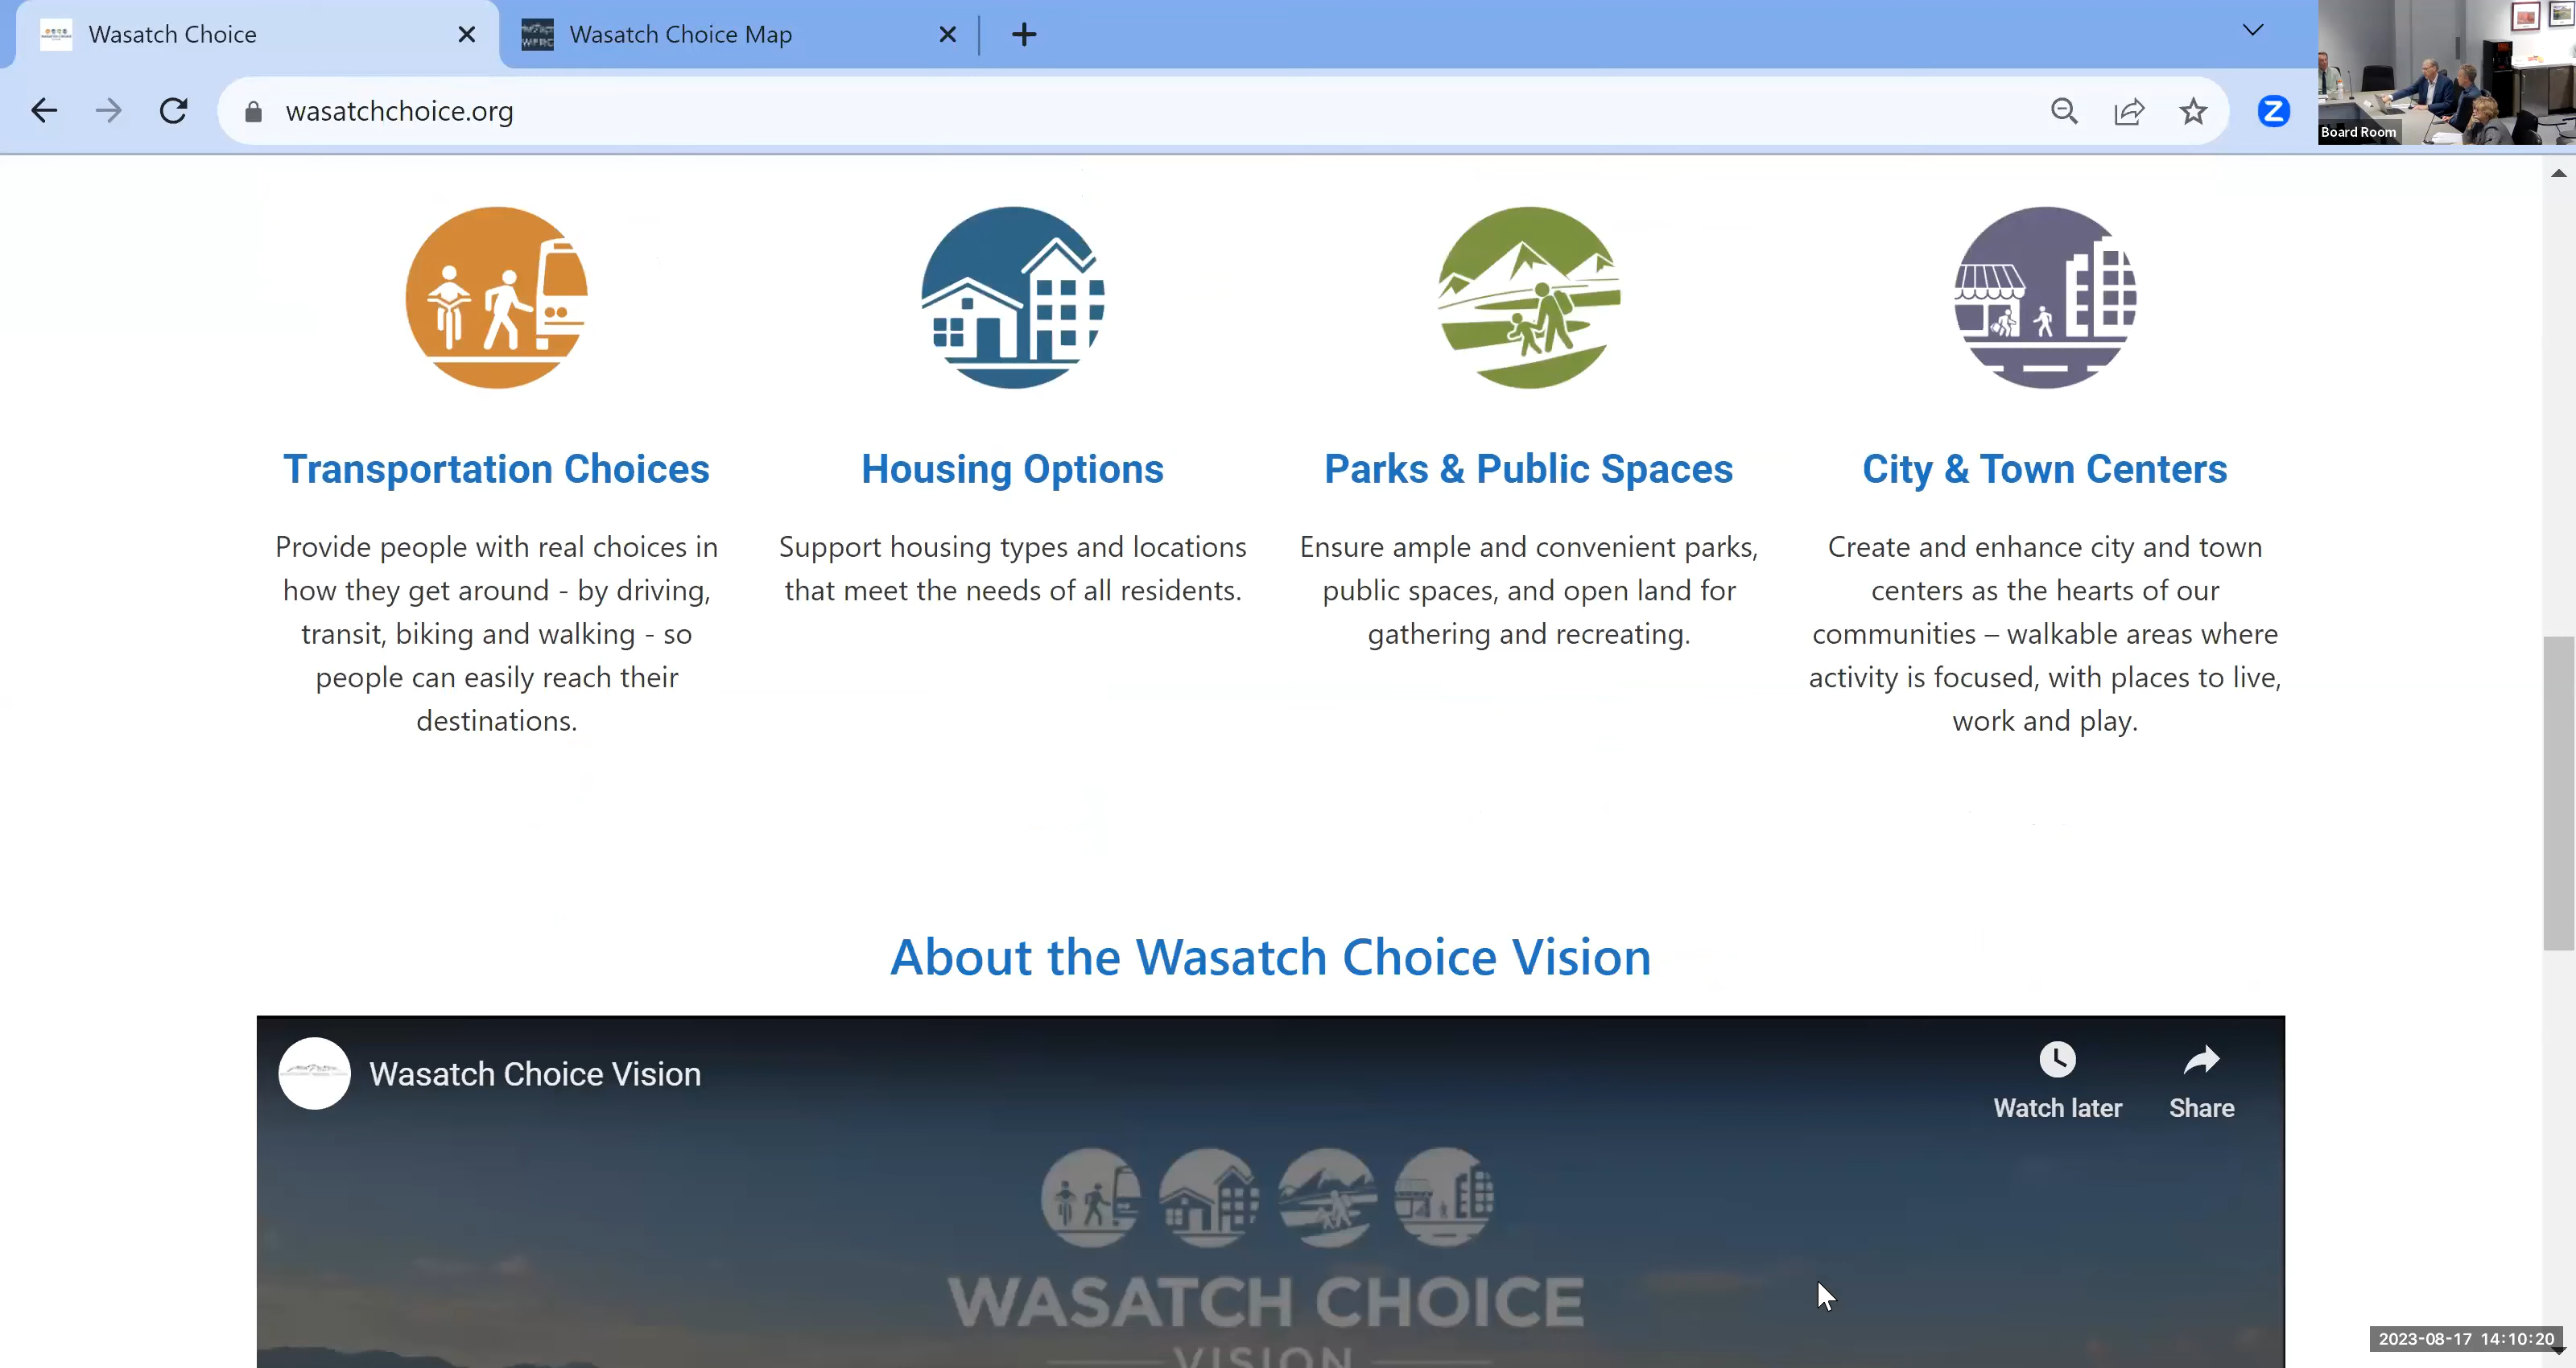 Wasatch Choice
Wasatch Choice Map
wasatchchoice.org
Z
Board Room
Transportation Choices
Provide people with real choices in
how they get around - by driving,
transit, biking and walking - so
people can easily reach their
destinations.
Housing Options
Support housing types and locations
that meet the needs of all residents.
Parks & Public Spaces
Ensure ample and convenient parks,
public spaces, and open land for
gathering and recreating.
City & Town Centers
Create and enhance city and town
centers as the hearts of our
communities – walkable areas where
activity is focused, with places to live,
work and play.
About the Wasatch Choice Vision
Wasatch Choice Vision
Watch later
Share
WASATCH CHOICE
VISION
2023-08-17 14:10:20